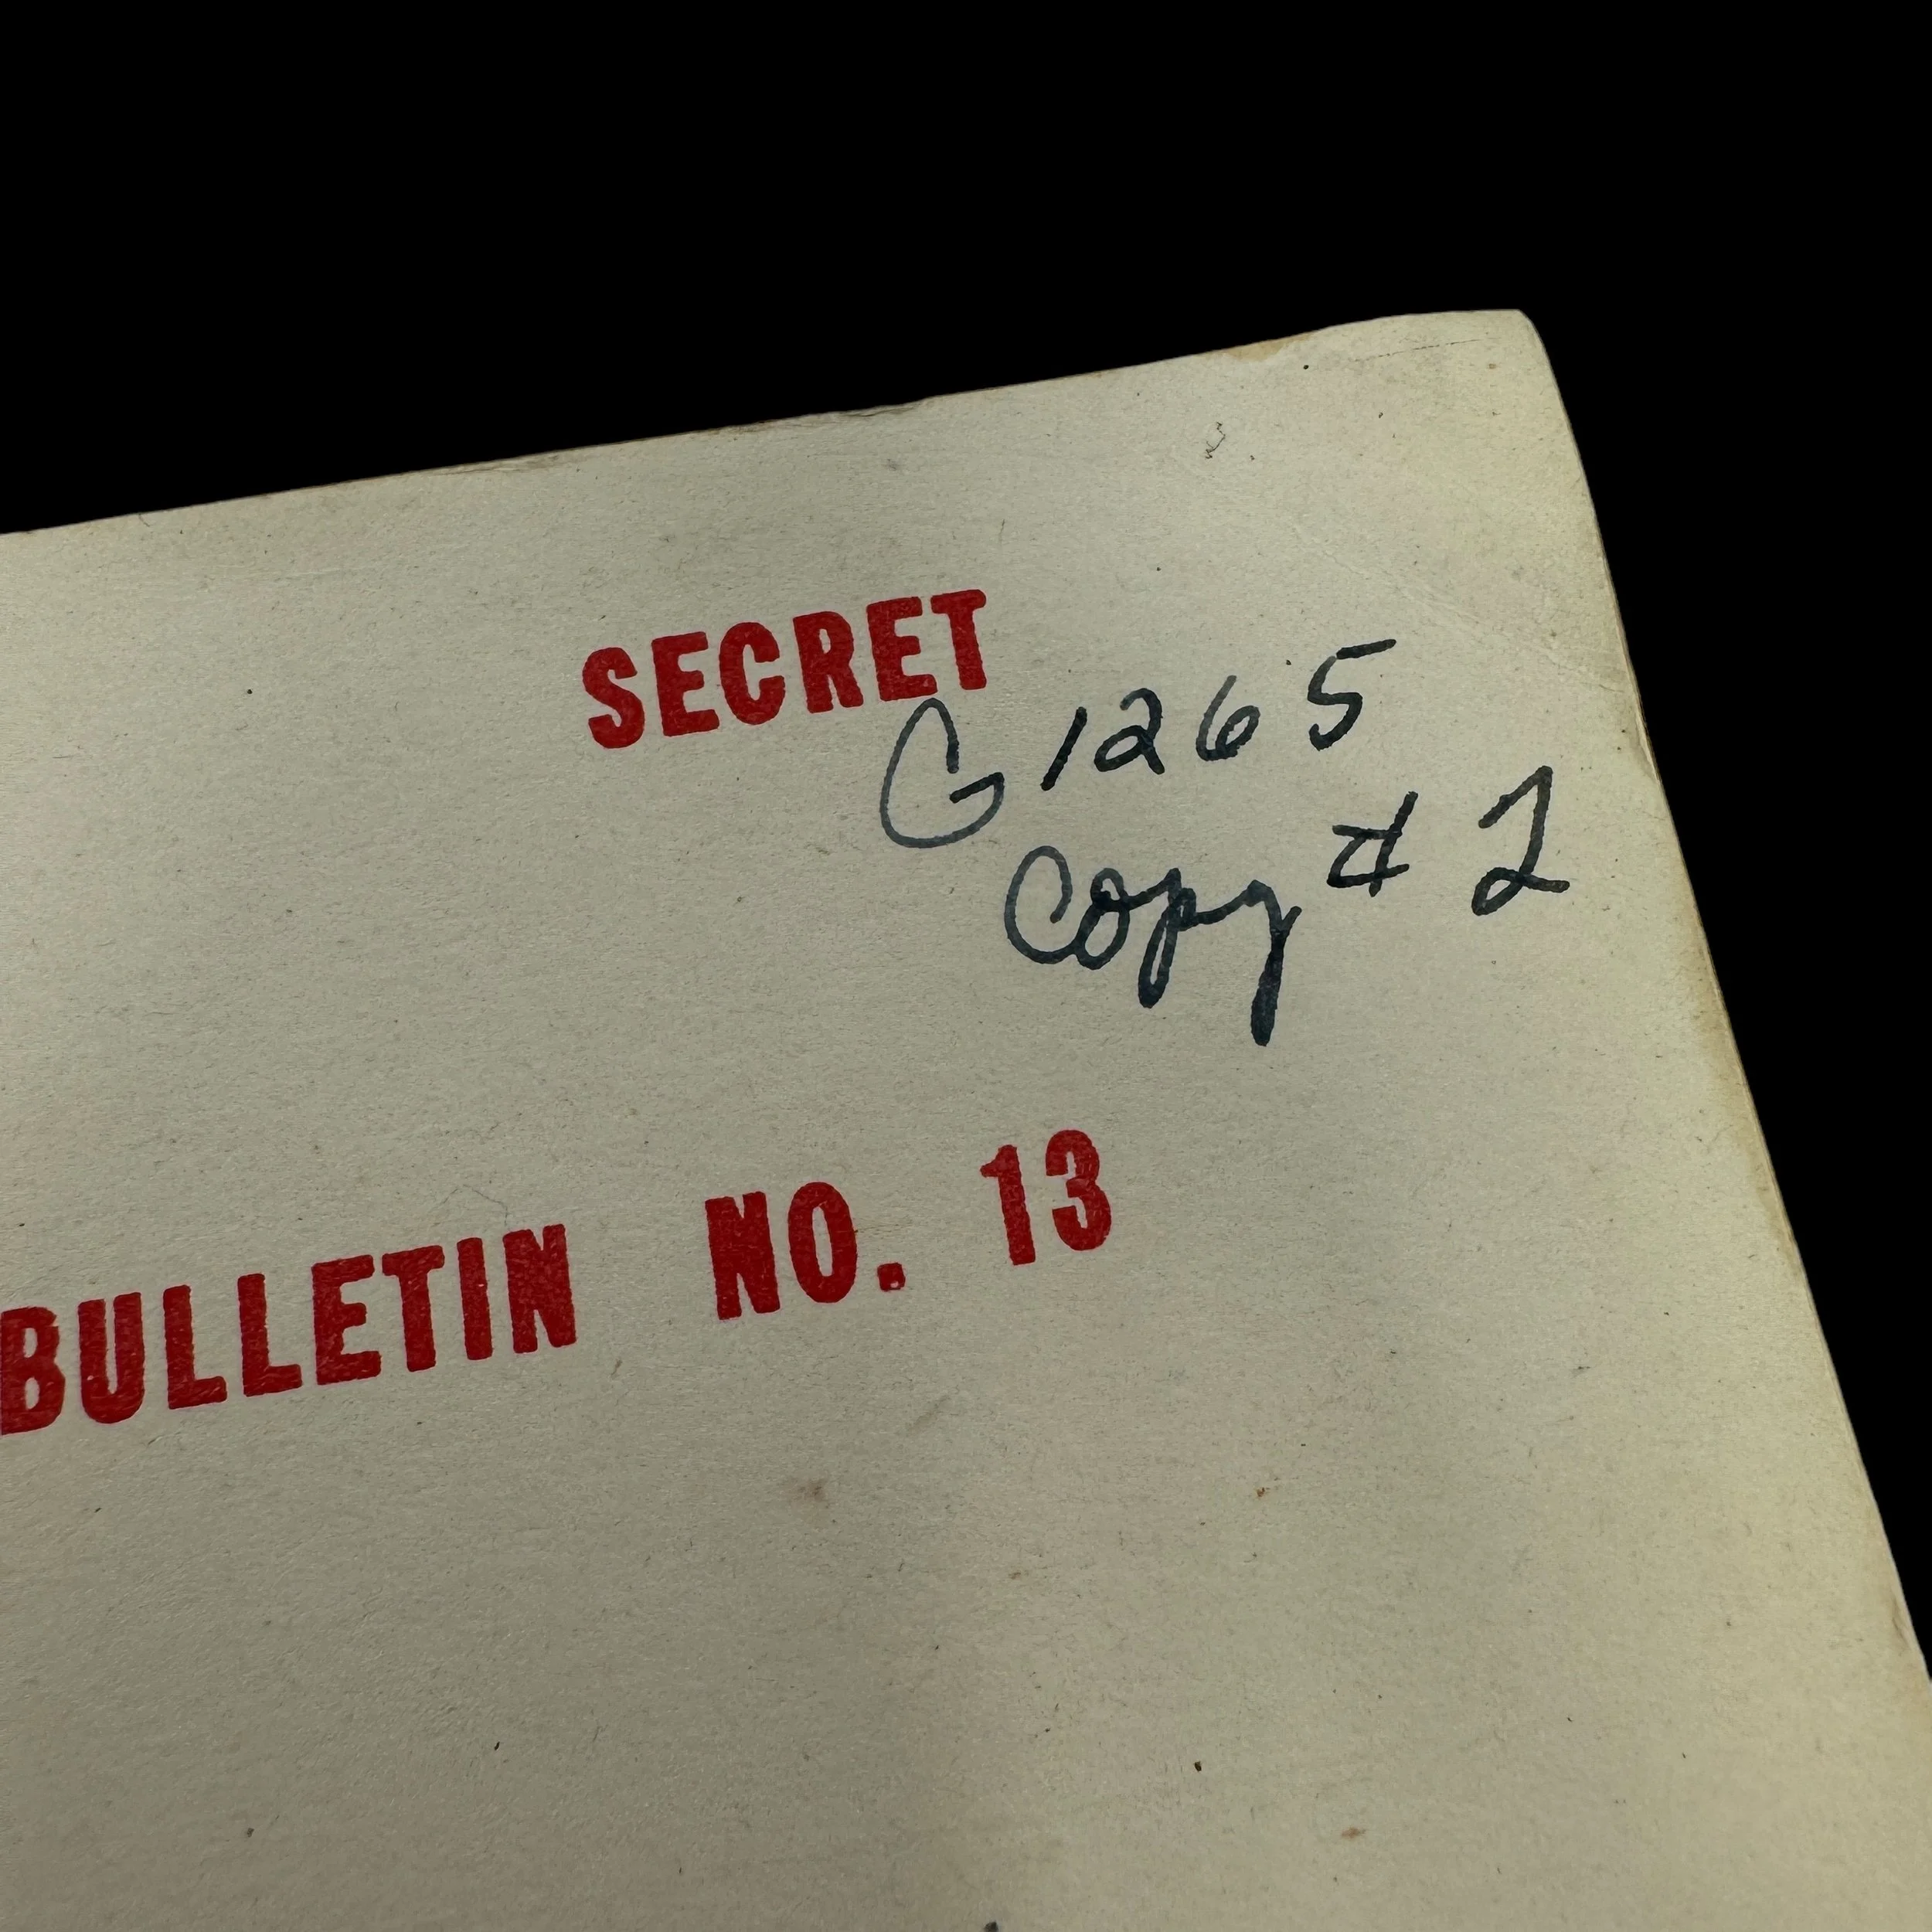 SECRET
G1265
Copy # 2
BULLETIN NO. 13